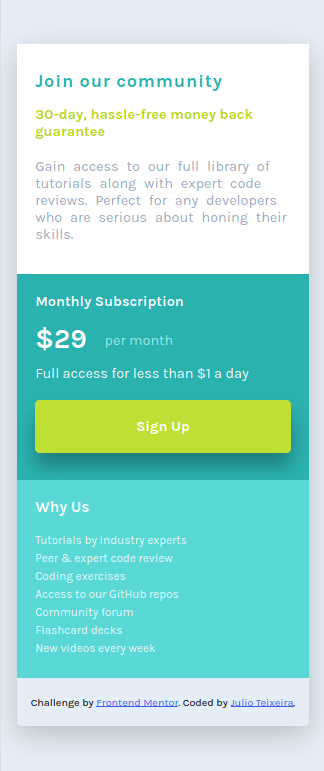 Join our community
30-day, hassle-free money back
guarantee
Gain access to our full library of
tutorials along with expert code
reviews. Perfect for any developers
who are serious about honing their
skills.
Monthly Subscription
$29 per month
Full access for less than $1 a day
Sign Up
Why Us
Tutorials by industry experts
Peer & expert code review
Coding exercises
Access to our GitHub repos
Community forum
Flashcard decks
New videos every week
Challenge by Frontend Mentor. Coded by Julio Teixeira.